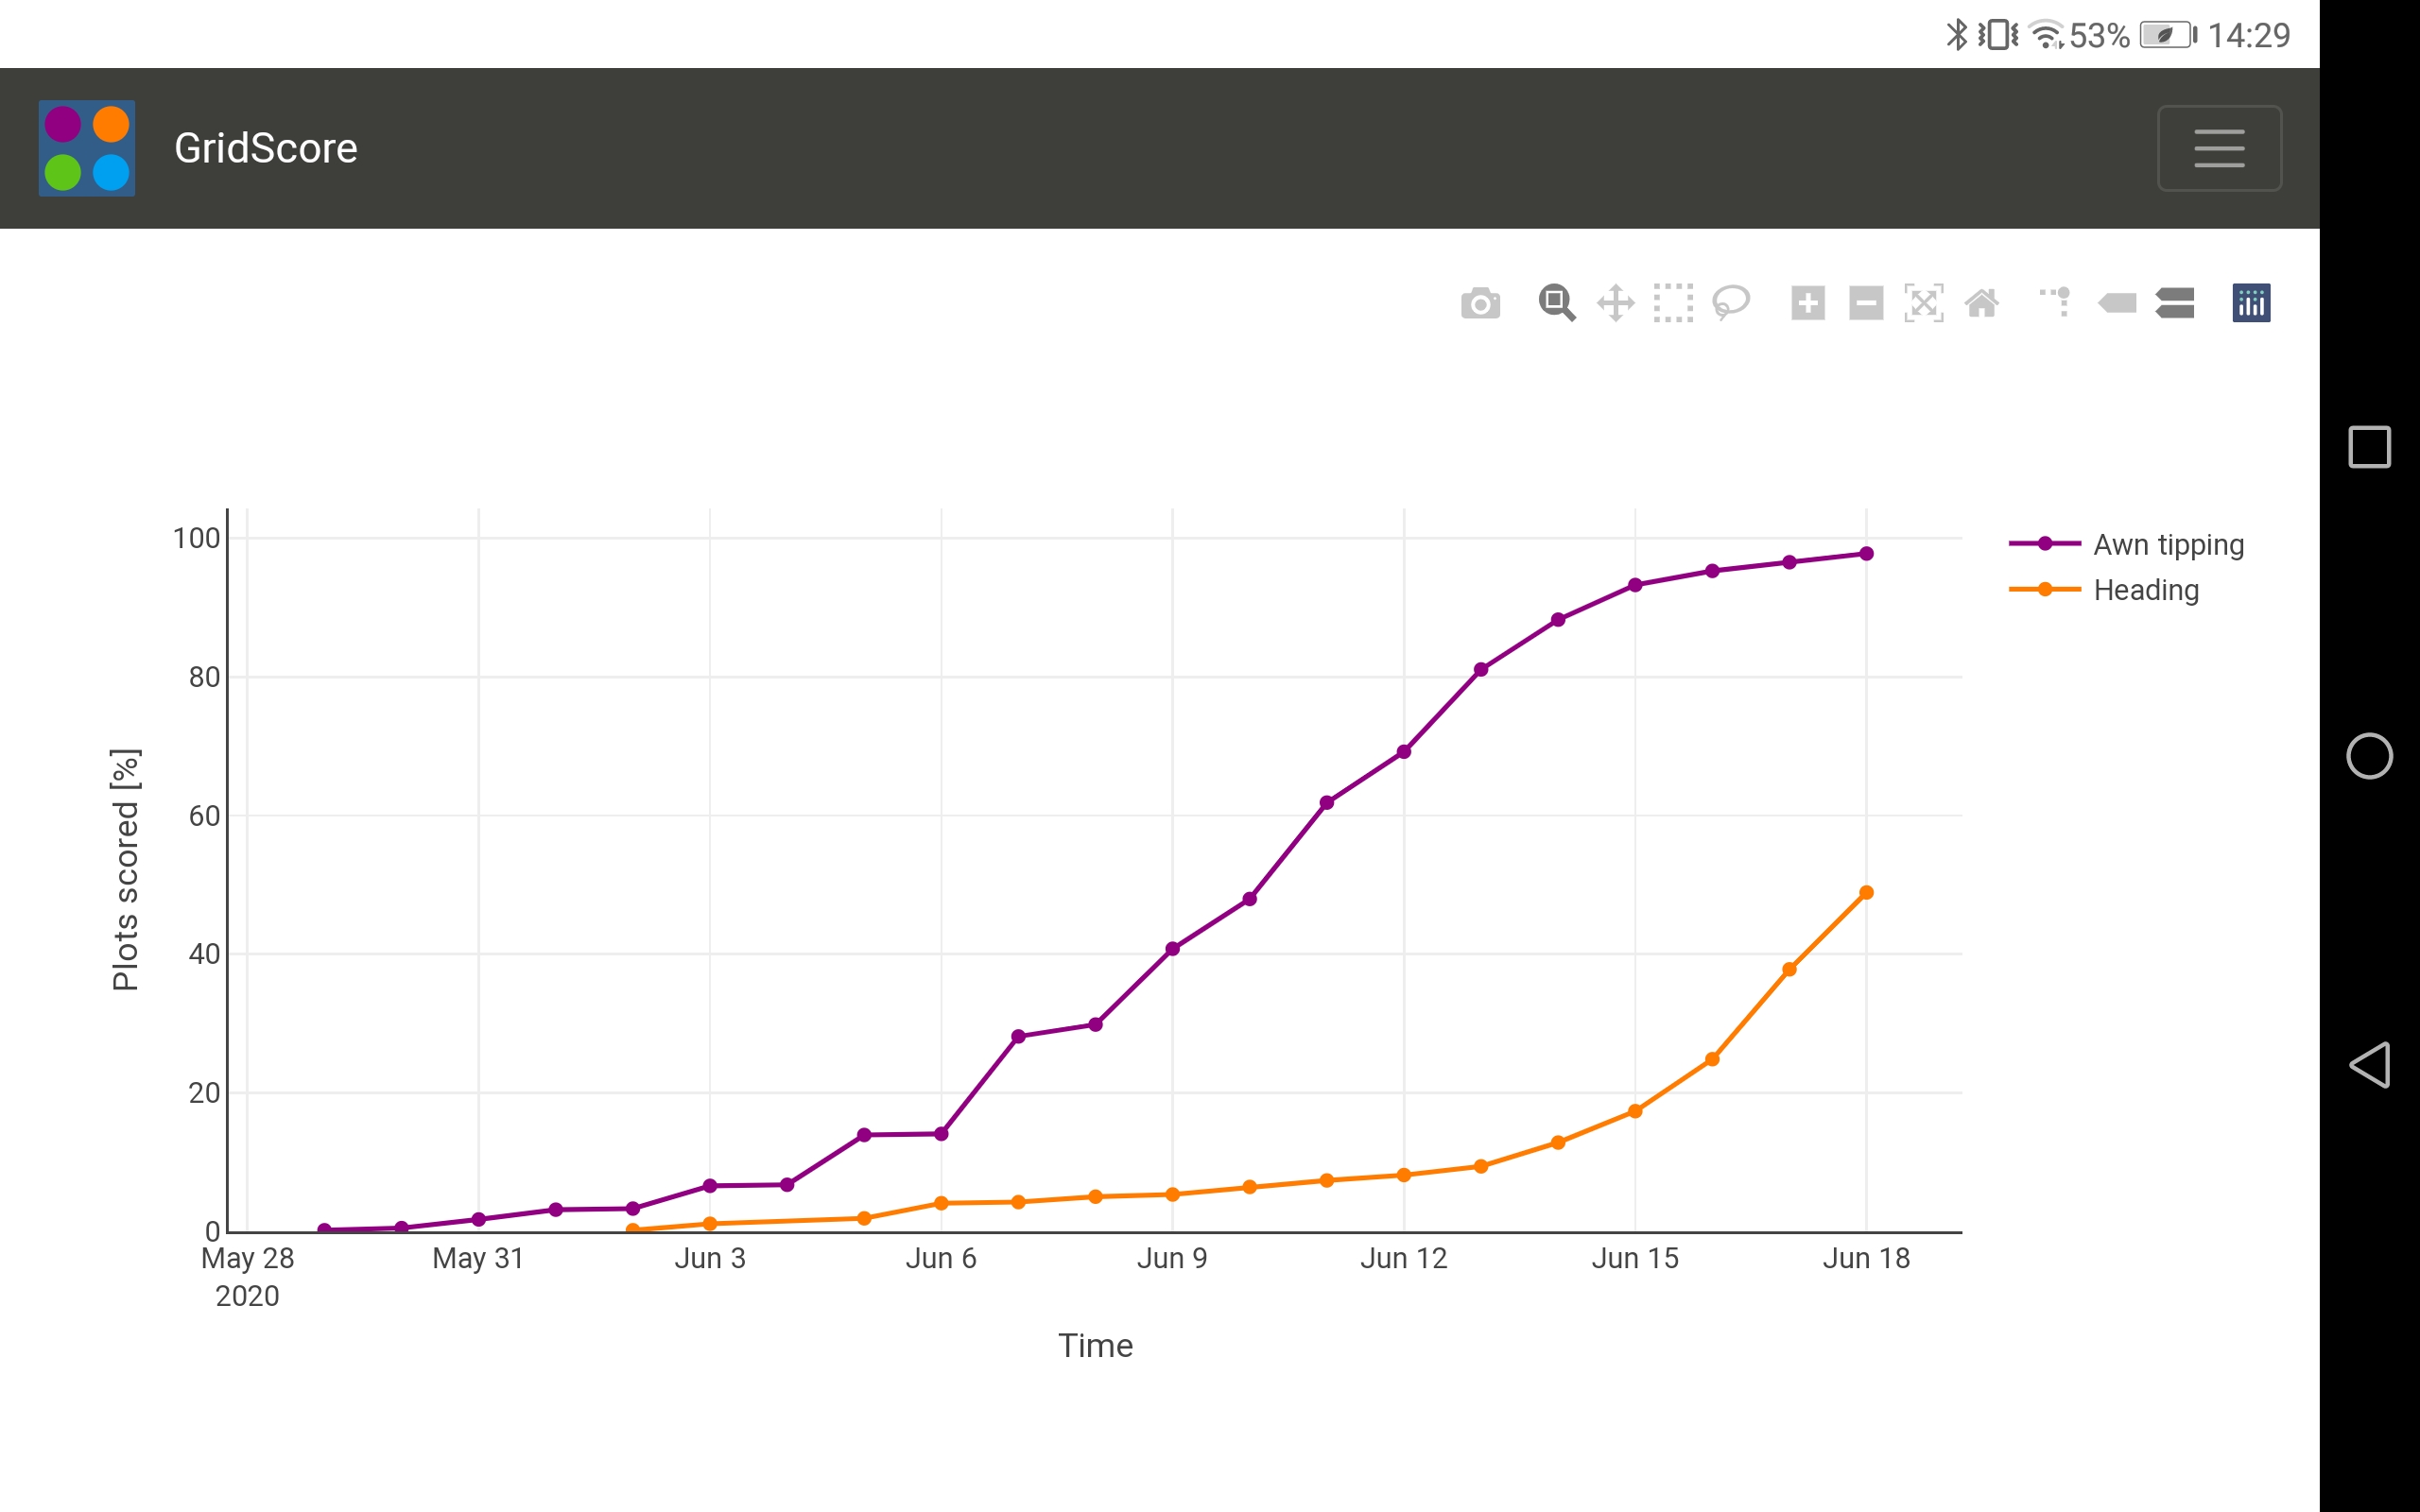 53% 14:29
GridScore
100
80
60
40
20
0
Plots scored [%]
May 28 May 31 Jun 3 Jun 6 Jun 9 Jun 12 Jun 15 Jun 18
2020
Time
Awn tipping
Heading